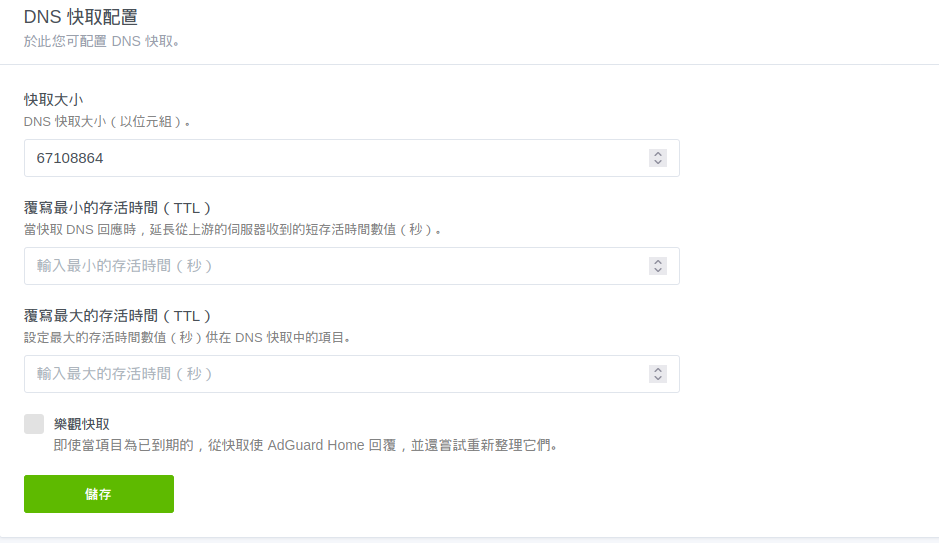 DNS 快取配置
於此您可配置 DNS 快取。
快取大小
DNS 快取大小（以位元組）。
67108864
覆寫最小的存活時間（TTL）
當快取 DNS 回應時，延長從上游的伺服器收到的短存活時間數值（秒）。
輸入最小的存活時間（秒）
覆寫最大的存活時間（TTL）
設定最大的存活時間數值（秒）供在 DNS 快取中的項目。
輸入最大的存活時間（秒）
樂觀快取
即使當項目為已到期的，從快取使 AdGuard Home 回覆，並還嘗試重新整理它們。
儲存